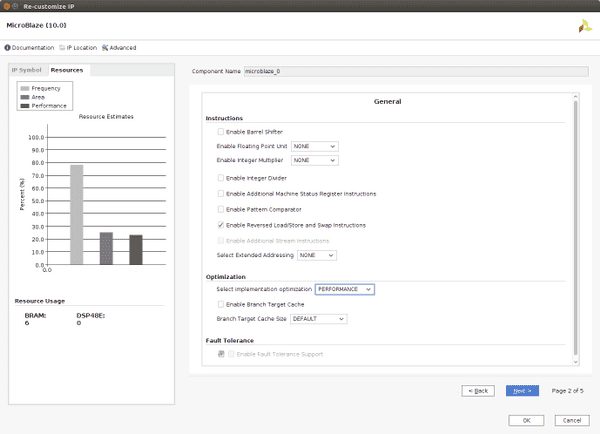 Re-customize IP
MicroBlaze (10.0)
Documentation IP Location Advanced
IP Symbol Resources
Frequency
Area
Performance
Resource Estimates
Percent (%)
100.0
90.0
80.0
70.0
60.0
50.0
40.0
30.0
20.0
10.0
0.0
0.0
Resource Usage
BRAM: DSP48E:
6 0
Component Name microblaze_0
General
Instructions
Enable Barrel Shifter
Enable Floating Point Unit NONE
Enable Integer Multiplier NONE
Enable Integer Divider
Enable Additional Machine Status Register Instructions
Enable Pattern Comparator
Enable Reversed Load/Store and Swap Instructions
Enable Additional Stream Instructions
Select Extended Addressing NONE
Optimization
Select implementation optimization PERFORMANCE
Enable Branch Target Cache
Branch Target Cache Size DEFAULT
Fault Tolerance
Enable Fault Tolerance Support
< Back Next > Page 2 of 5
OK Cancel